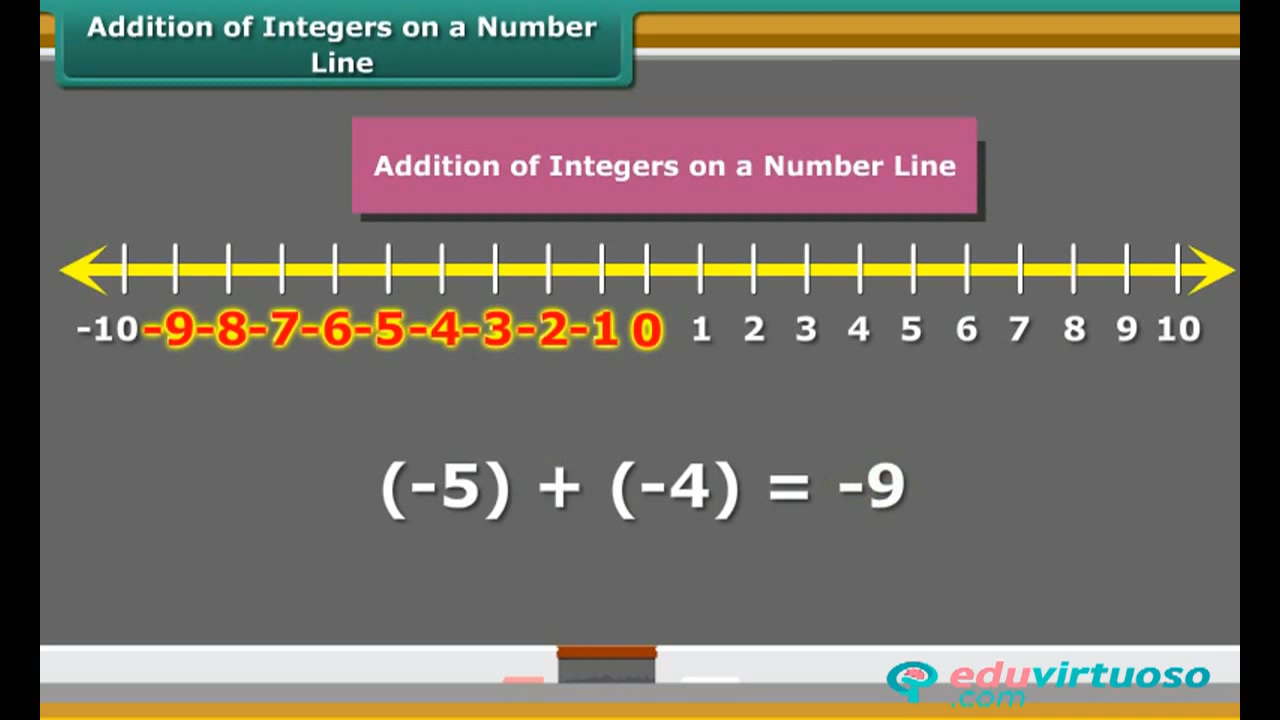 Addition of Integers on a Number
Line
Addition of Integers on a Number Line
-10 -9 -8 -7 -6 -5 -4 -3 -2 -1 0 1 2 3 4 5 6 7 8 9 10
(-5) + (-4) = -9
eduvirtuoso
.com